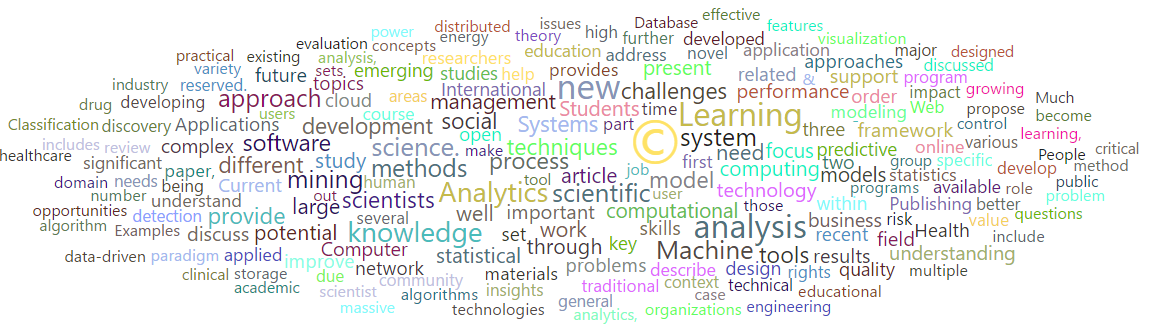 power distributed issues high Database effective
practical evaluation concepts energy theory further developed features
variety existing analysis, researchers education address novel application visualization
industry reserved. future sets, emerging studies help provides present related & approaches major designed
drug developing topics areas International new challenges performance support program discussed
users approach cloud course management Students time order modeling impact growing
Classification discovery Applications development social open Systems part © Learning three framework Web propose Much become
includes review complex software science. make techniques system need focus predictive online control various learning,
healthcare significant paper, different study methods process article first computing two group specific People critical
domain needs being Current mining human Analytics tool scientific job model models statistics develop method
number understand large out scientists user technology programs available role public
opportunities detection provide several well important computational those within Publishing better problem
algorithm Examples discuss potential knowledge set work skills analysis business risk value questions
data-driven paradigm applied Computer statistical through key Machine tools recent field Health include
clinical storage improve network materials problems describe design results quality understanding multiple
academic due community insights traditional context technical rights educational
scientist algorithms general case engineering
massive technologies analytics, organizations